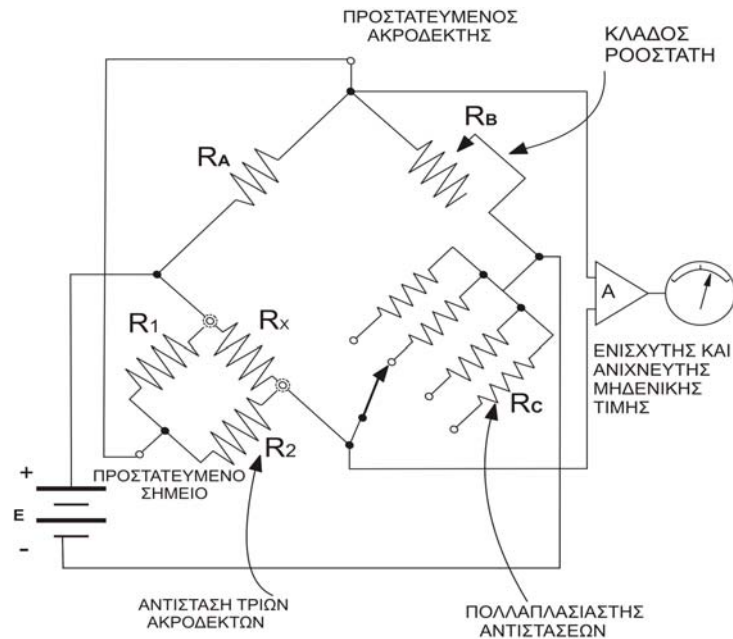 ΠΡΟΣΤΑΤΕΥΜΕΝΟΣ
ΑΚΡΟΔΕΚΤΗΣ
ΚΛΑΔΟΣ
ΡΟΟΣΤΑΤΗ
RB
RA
A
R1
RX
ΕΝΙΣΧΥΤΗΣ ΚΑΙ
ΑΝΙΧΝΕΥΤΗΣ
ΜΗΔΕΝΙΚΗΣ
ΤΙΜΗΣ
RC
R2
ΠΡΟΣΤΑΤΕΥΜΕΝΟ
ΣΗΜΕΙΟ
+
E
-
ΑΝΤΙΣΤΑΣΗ ΤΡΙΩΝ
ΑΚΡΟΔΕΚΤΩΝ
ΠΟΛΛΑΠΛΑΣΙΑΣΤΗΣ
ΑΝΤΙΣΤΑΣΕΩΝ